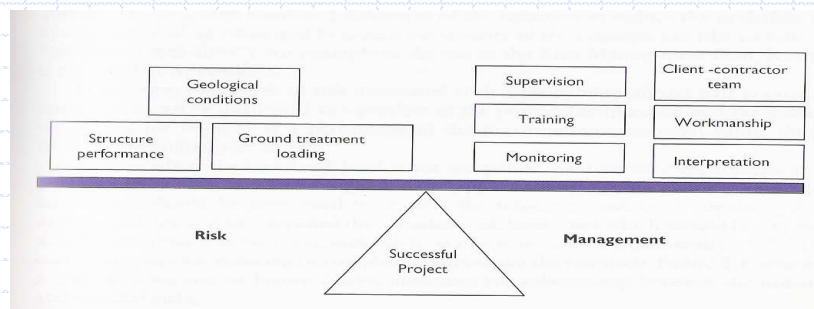 Geological
conditions
Structure
performance
Ground treatment
loading
Supervision
Training
Monitoring
Client -contractor
team
Workmanship
Interpretation
Risk
Management
Successful
Project